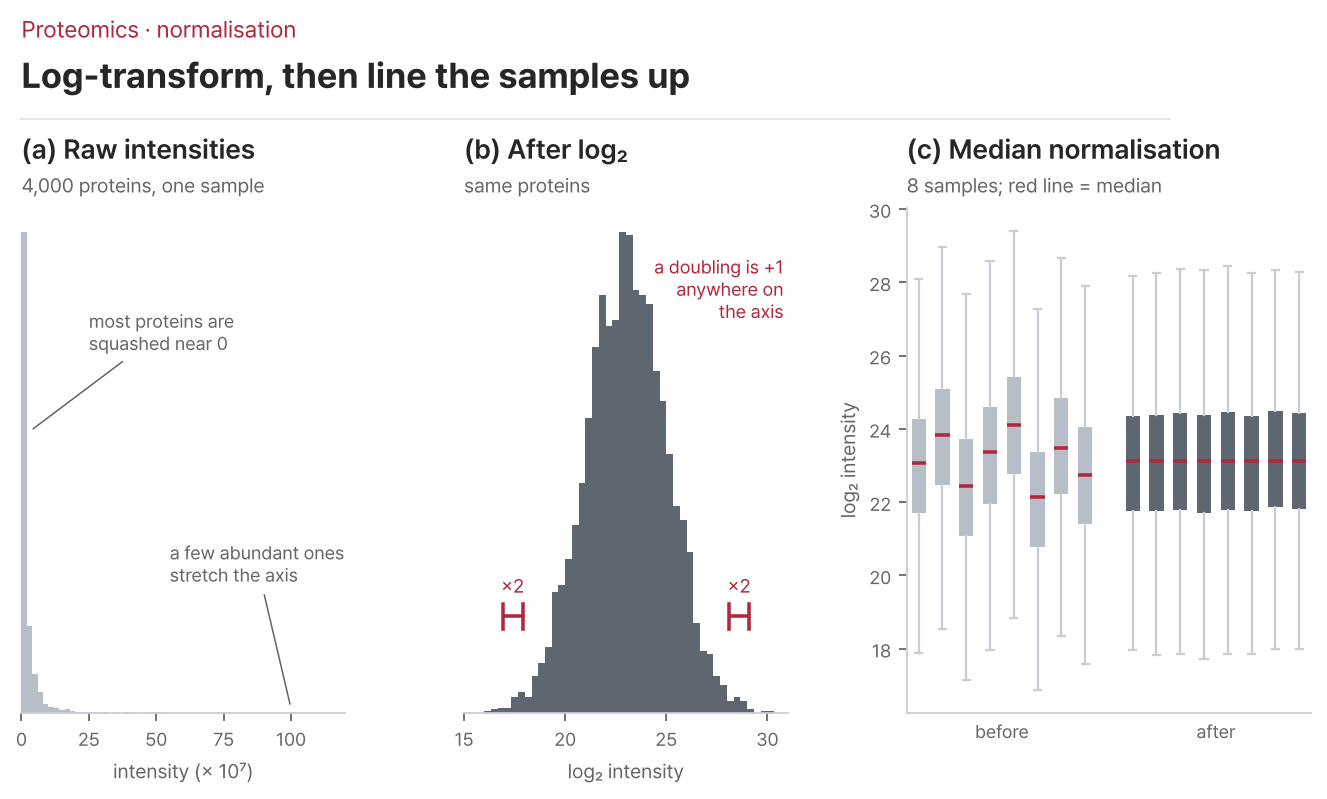 Proteomics · normalisation
Log-transform, then line the samples up
(a) Raw intensities
4,000 proteins, one sample
most proteins are
squashed near 0
a few abundant ones
stretch the axis
0 25 50 75 100
intensity (× 10⁷)
(b) After log₂
same proteins
a doubling is +1
anywhere on
the axis
×2 ×2
15 20 25 30
log₂ intensity
(c) Median normalisation
8 samples; red line = median
30
28
26
24
22
20
18
log₂ intensity
before after